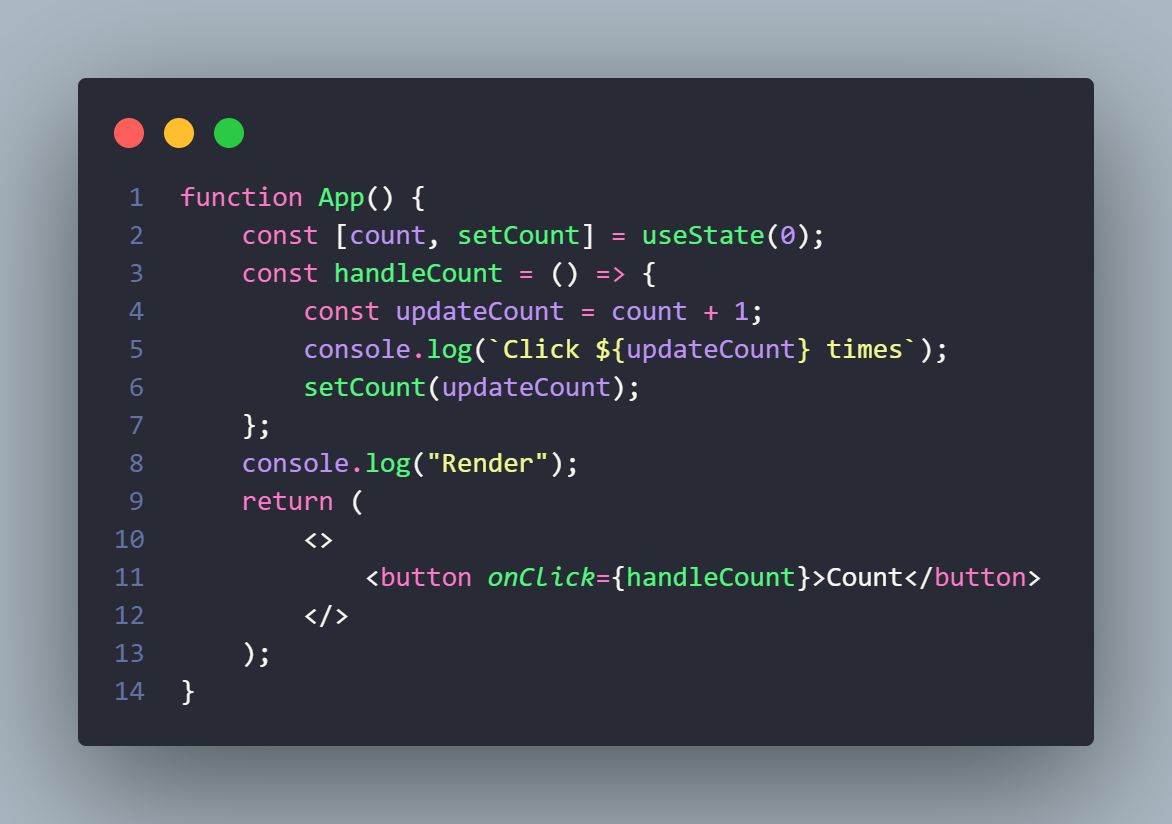 1 function App() {
2     const [count, setCount] = useState(0);
3     const handleCount = () => {
4         const updateCount = count + 1;
5         console.log(`Click ${updateCount} times`);
6         setCount(updateCount);
7     };
8     console.log("Render");
9     return (
10         <>
11             <button onClick={handleCount}>Count</button>
12         </>
13     );
14 }